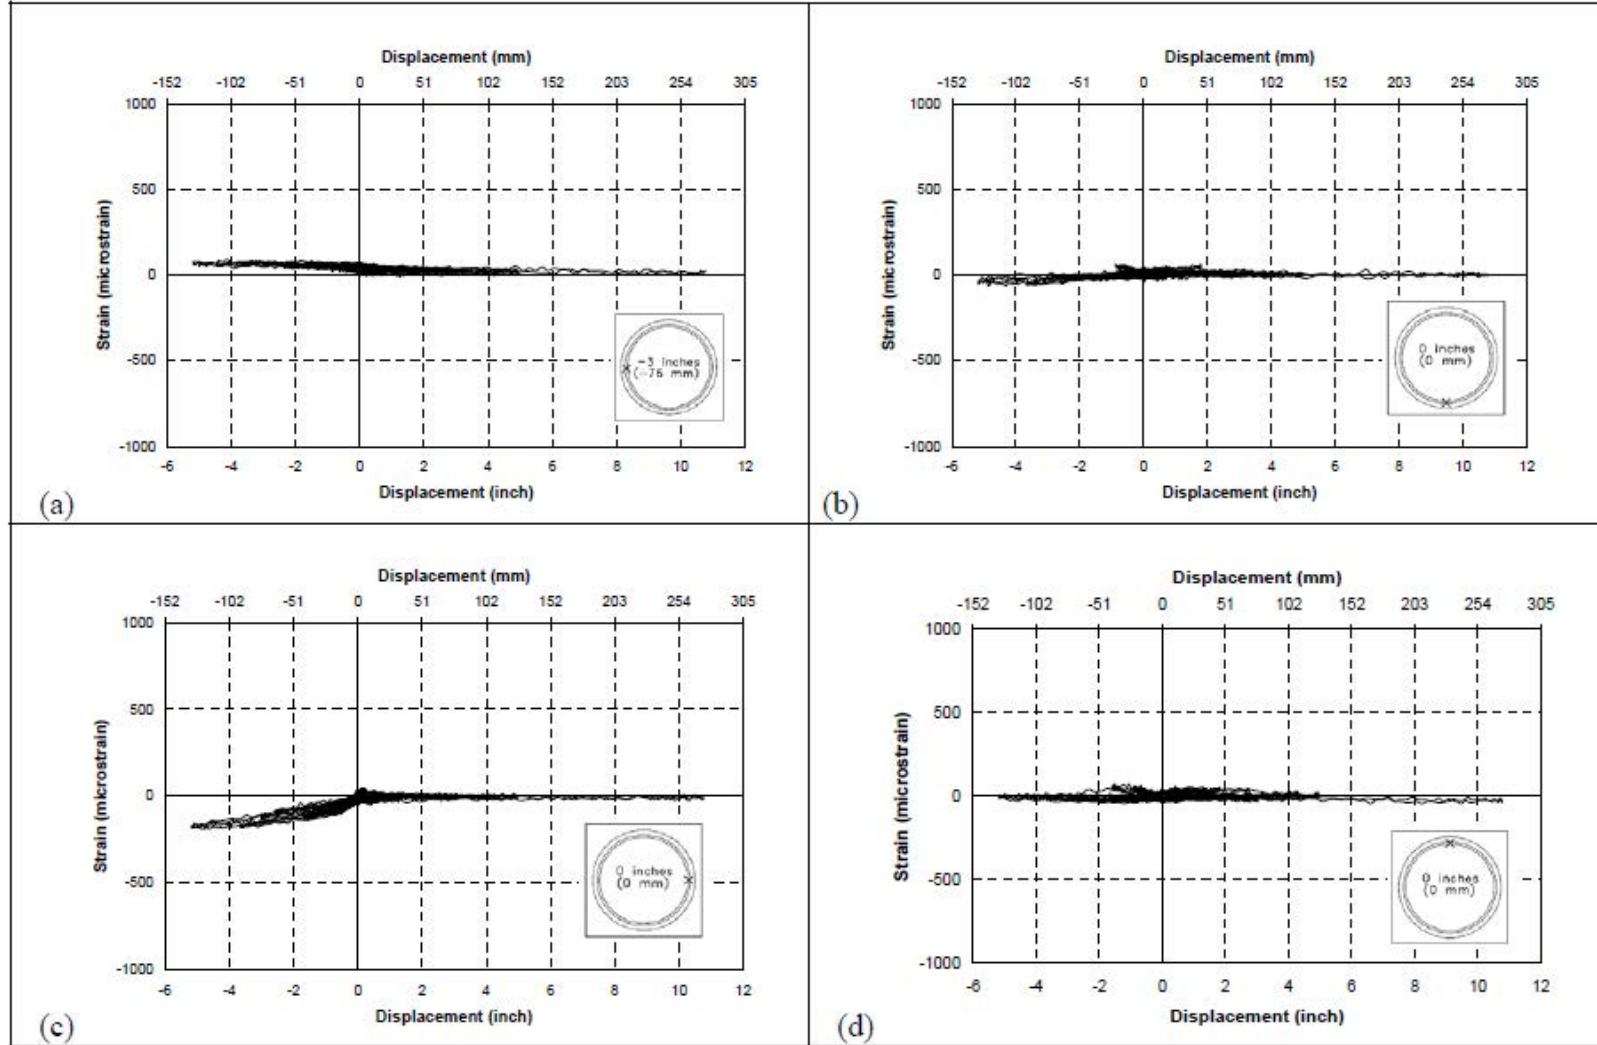 Displacement (mm)
-152 -102 -51 0 51 102 152 203 254 305
1000
500
0
-500
-1000
Strain (microstrain)
-3 inches
(-76 mm)
-6 -4 -2 0 2 4 6 8 10 12
Displacement (inch)
(a)
Displacement (mm)
-152 -102 -51 0 51 102 152 203 254 305
1000
500
0
-500
-1000
Strain (microstrain)
0 inches
(0 mm)
-6 -4 -2 0 2 4 6 8 10 12
Displacement (inch)
(b)
Displacement (mm)
-152 -102 -51 0 51 102 152 203 254 305
1000
500
0
-500
-1000
Strain (microstrain)
0 inches
(0 mm)
-6 -4 -2 0 2 4 6 8 10 12
Displacement (inch)
(c)
Displacement (mm)
-152 -102 -51 0 51 102 152 203 254 305
1000
500
0
-500
-1000
Strain (microstrain)
0 inches
(0 mm)
-6 -4 -2 0 2 4 6 8 10 12
Displacement (inch)
(d)